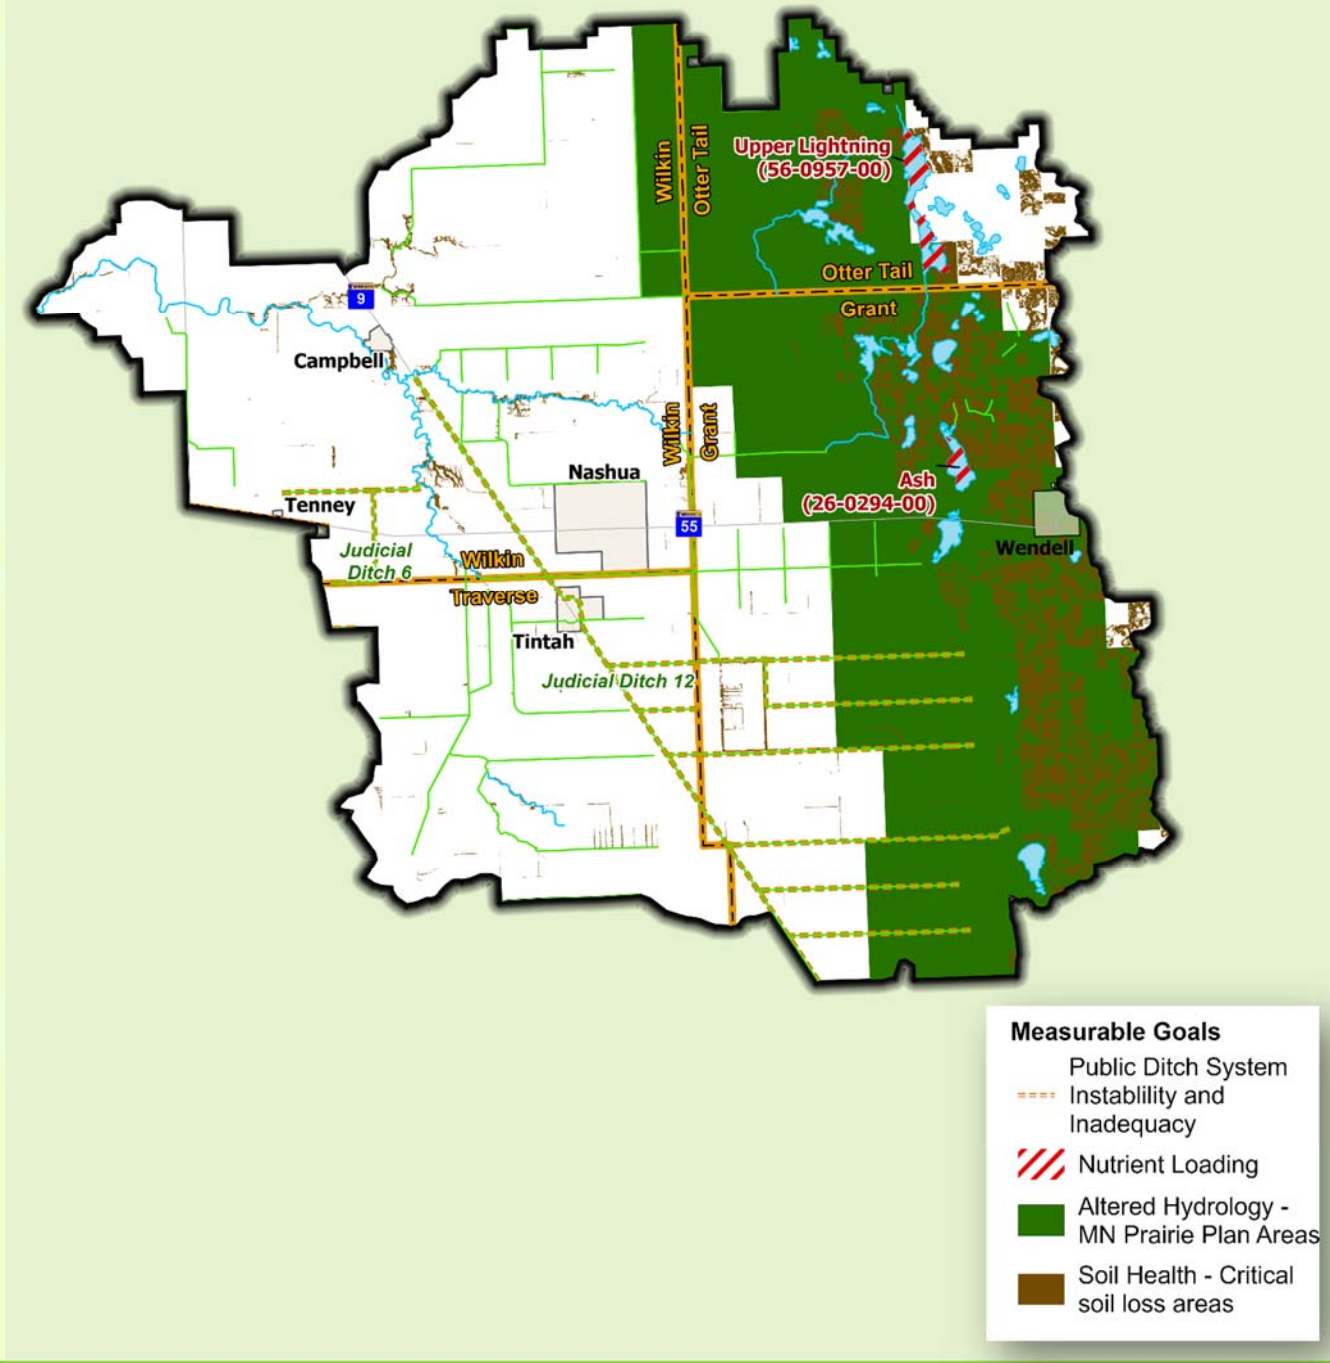 Wilkin
Otter Tail
Upper Lightning
(56-0957-00)
Otter Tail
Grant
9
Campbell
Wilkin
Grant
Nashua
Ash
(26-0294-00)
Tenney
55
Wendell
Judicial
Ditch 6
Wilkin
Traverse
Tintah
Judicial Ditch 12
Measurable Goals
Public Ditch System
Instablility and
Inadequacy
Nutrient Loading
Altered Hydrology -
MN Prairie Plan Areas
Soil Health - Critical
soil loss areas